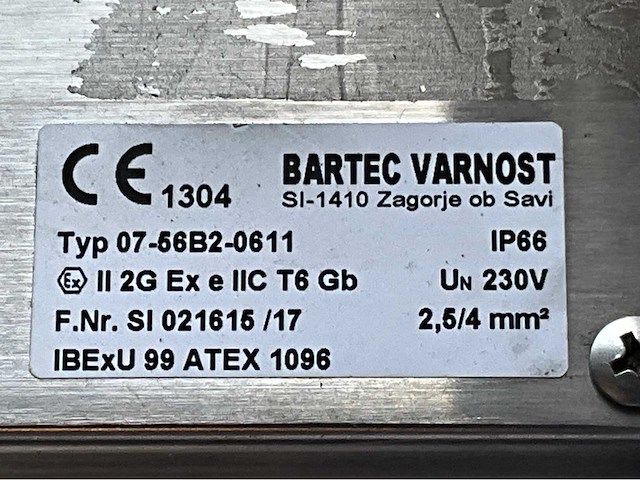 CE 1304 BARTEC VARNOST
SI-1410 Zagorje ob Savi
Typ 07-56B2-0611 IP66
Ex II 2G Ex e IIC T6 Gb UN 230V
F.Nr. SI 021615 /17 2,5/4 mm²
IBExU 99 ATEX 1096